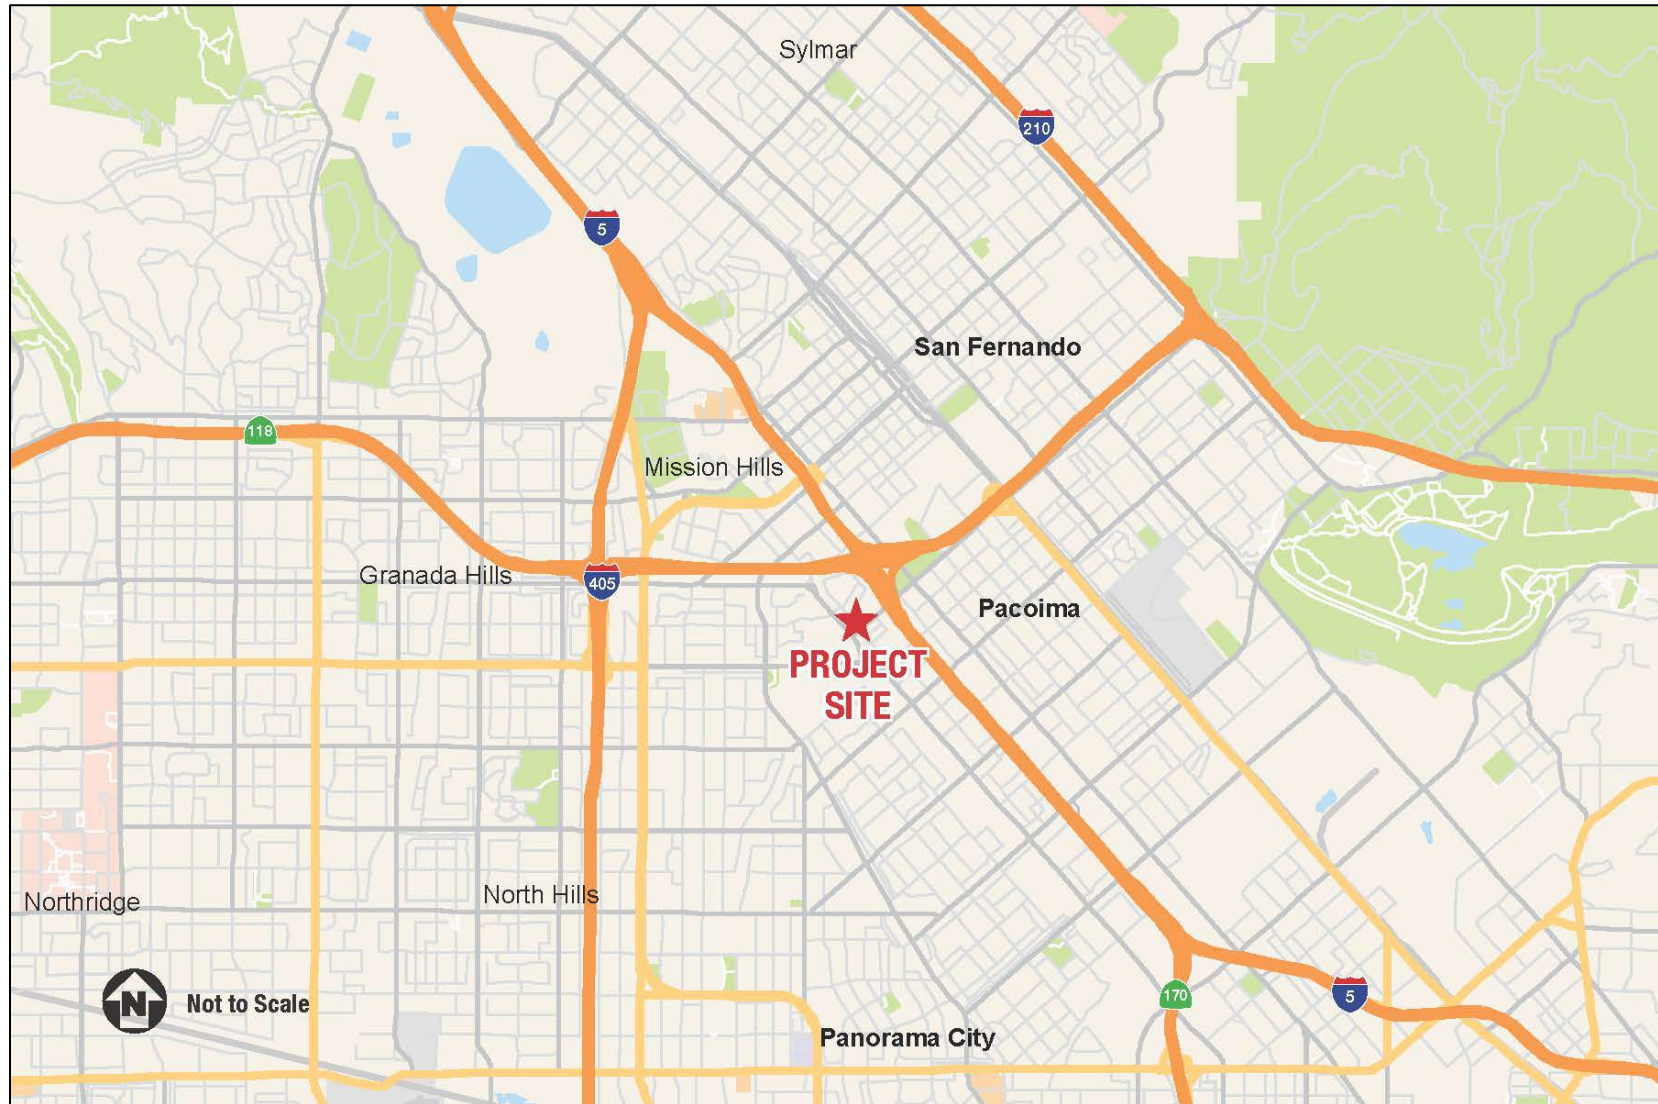 Sylmar
210
5
San Fernando
118
Mission Hills
Granada Hills
405
Pacoima
PROJECT
SITE
North Hills
Northridge
N
Not to Scale
170
5
Panorama City